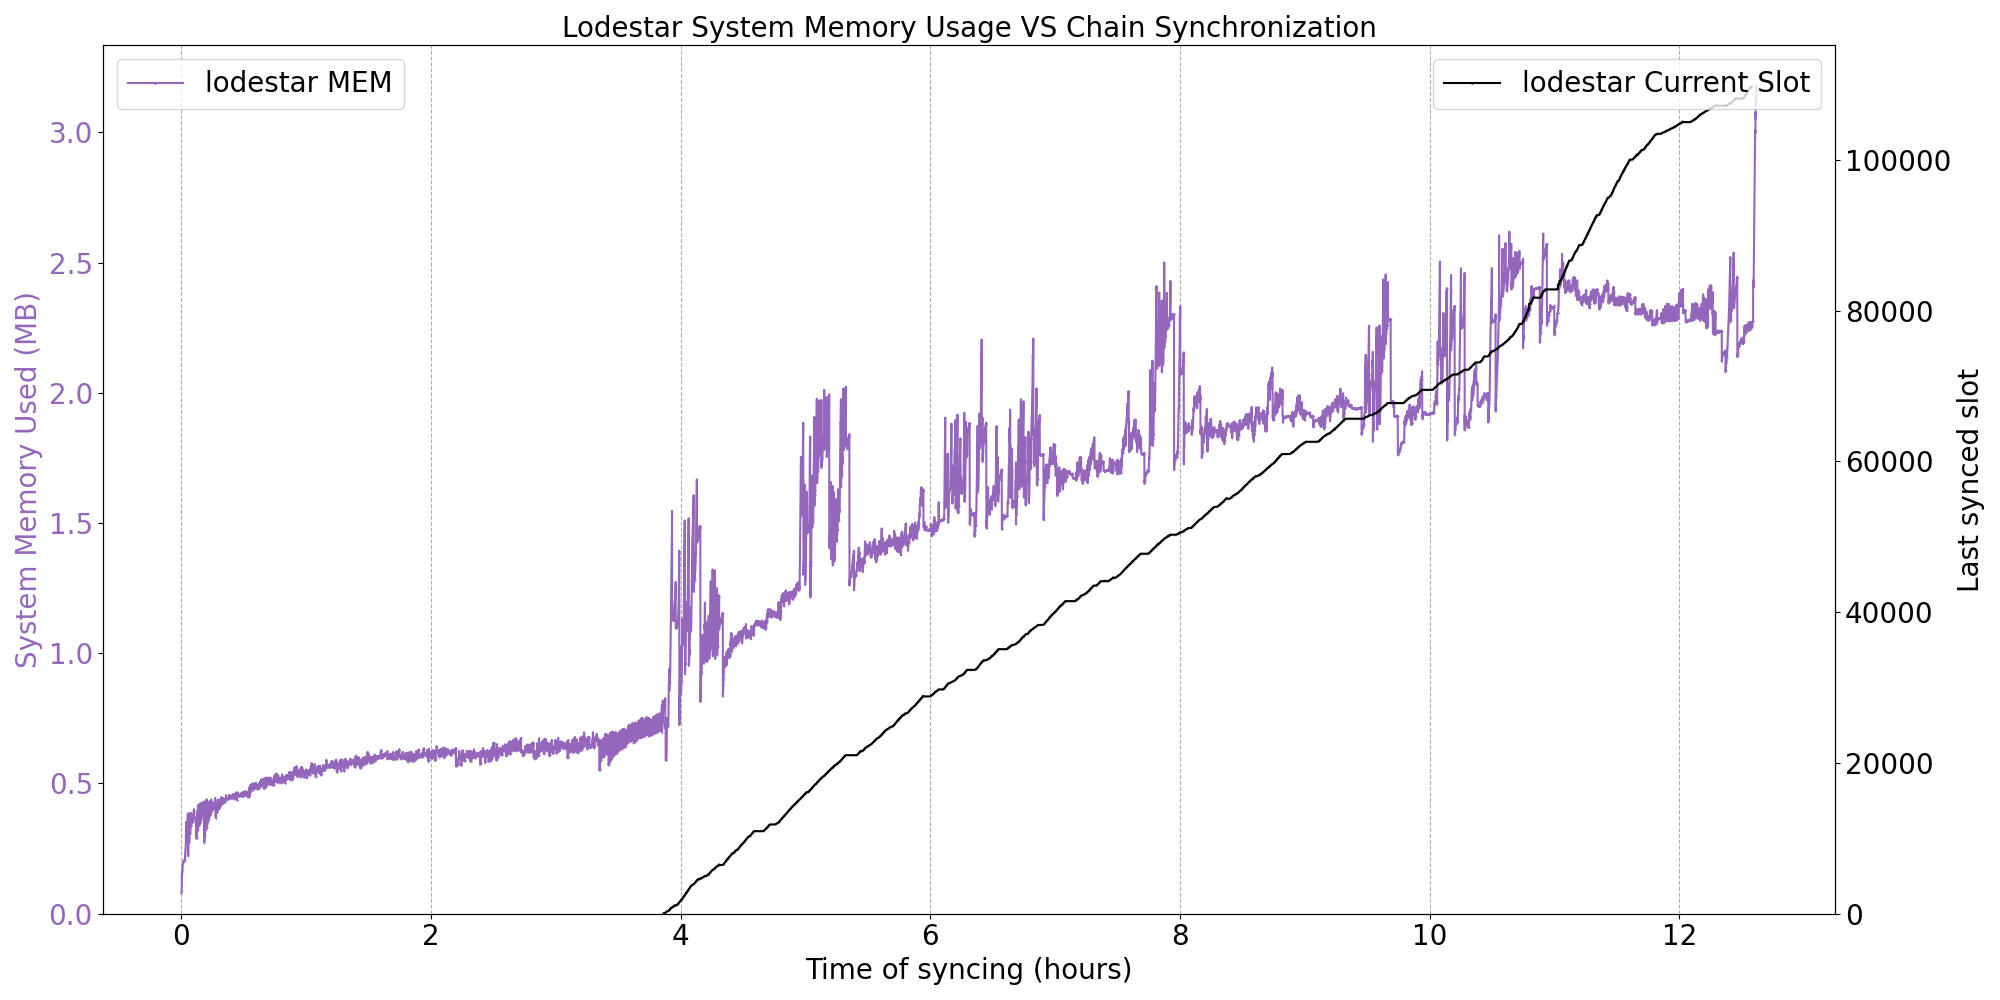 Lodestar System Memory Usage VS Chain Synchronization
lodestar MEM
lodestar Current Slot
System Memory Used (MB)
3.0
2.5
2.0
1.5
1.0
0.5
0.0
100000
80000
60000
40000
20000
0
Last synced slot
0 2 4 6 8 10 12
Time of syncing (hours)